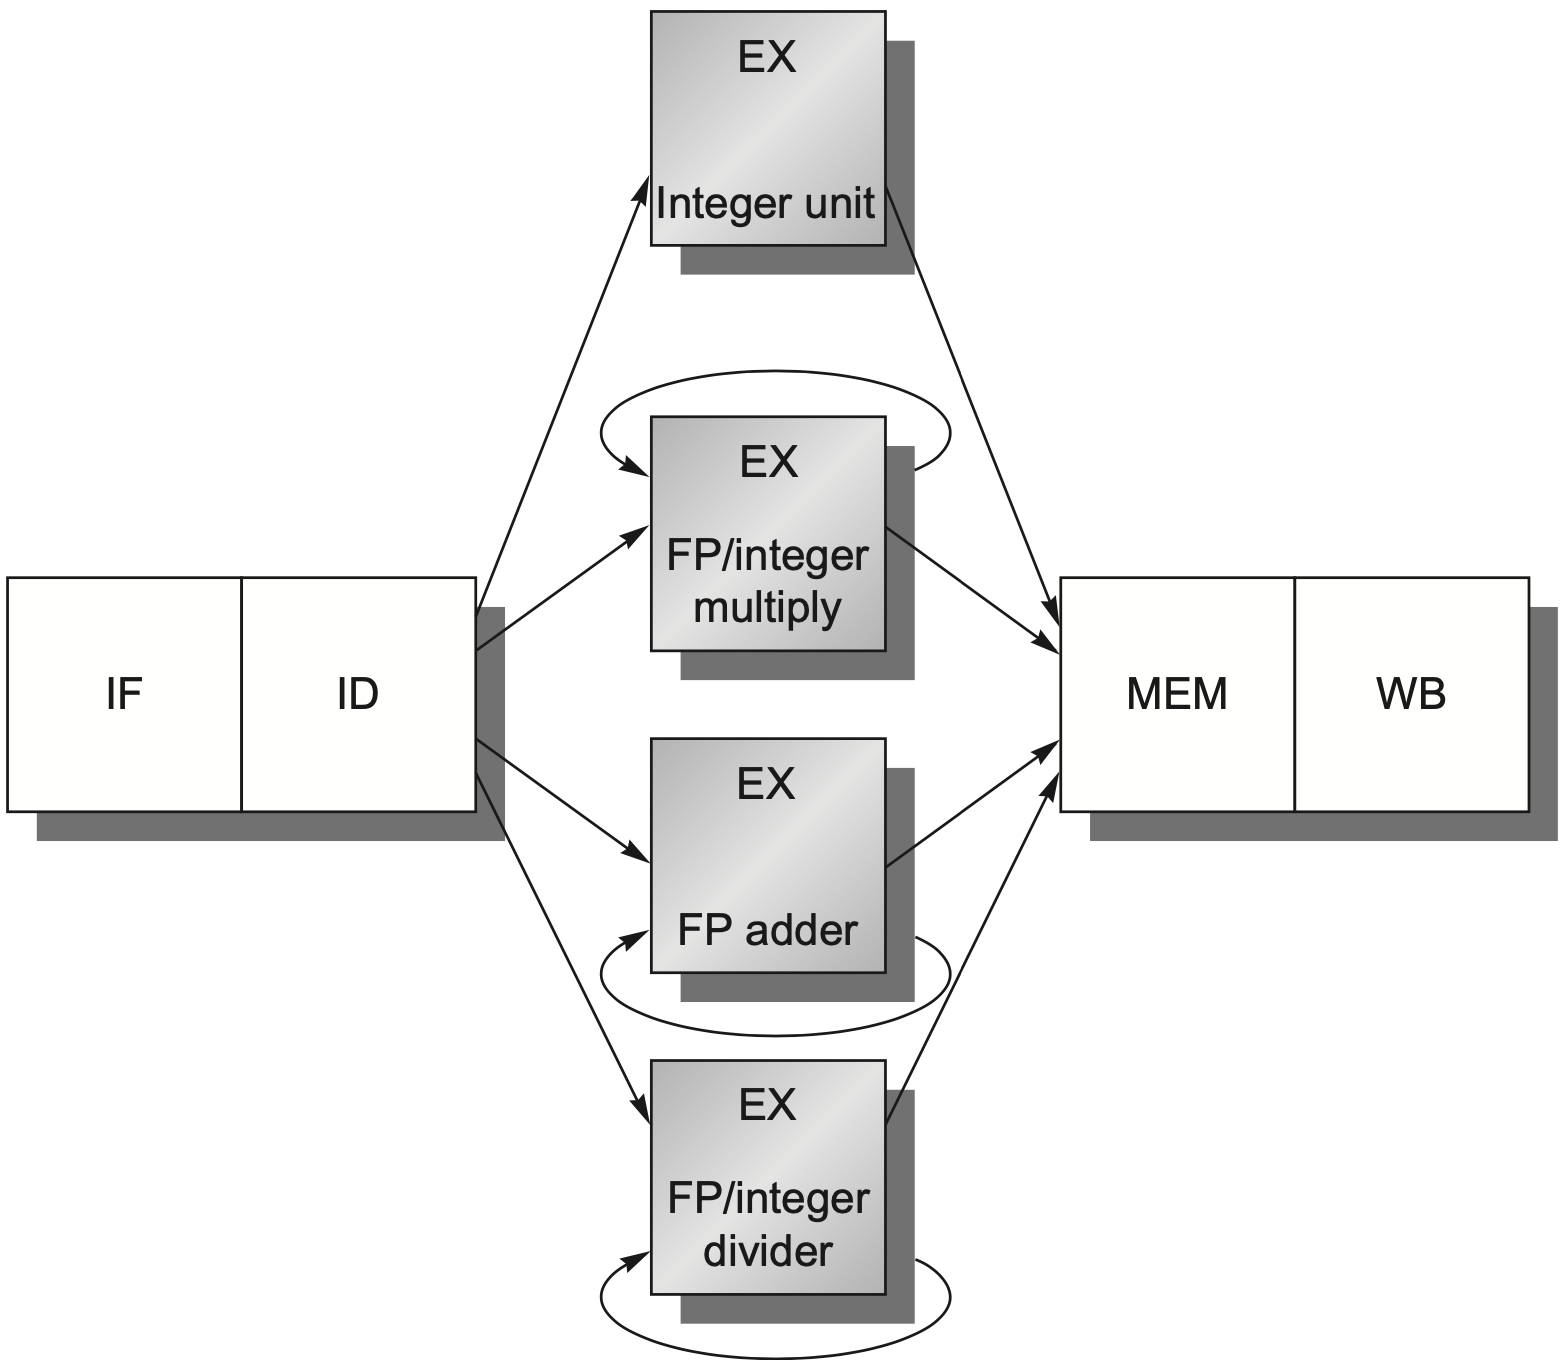 EX
Integer unit
EX
FP/integer
multiply
IF
ID
MEM
WB
EX
FP adder
EX
FP/integer
divider